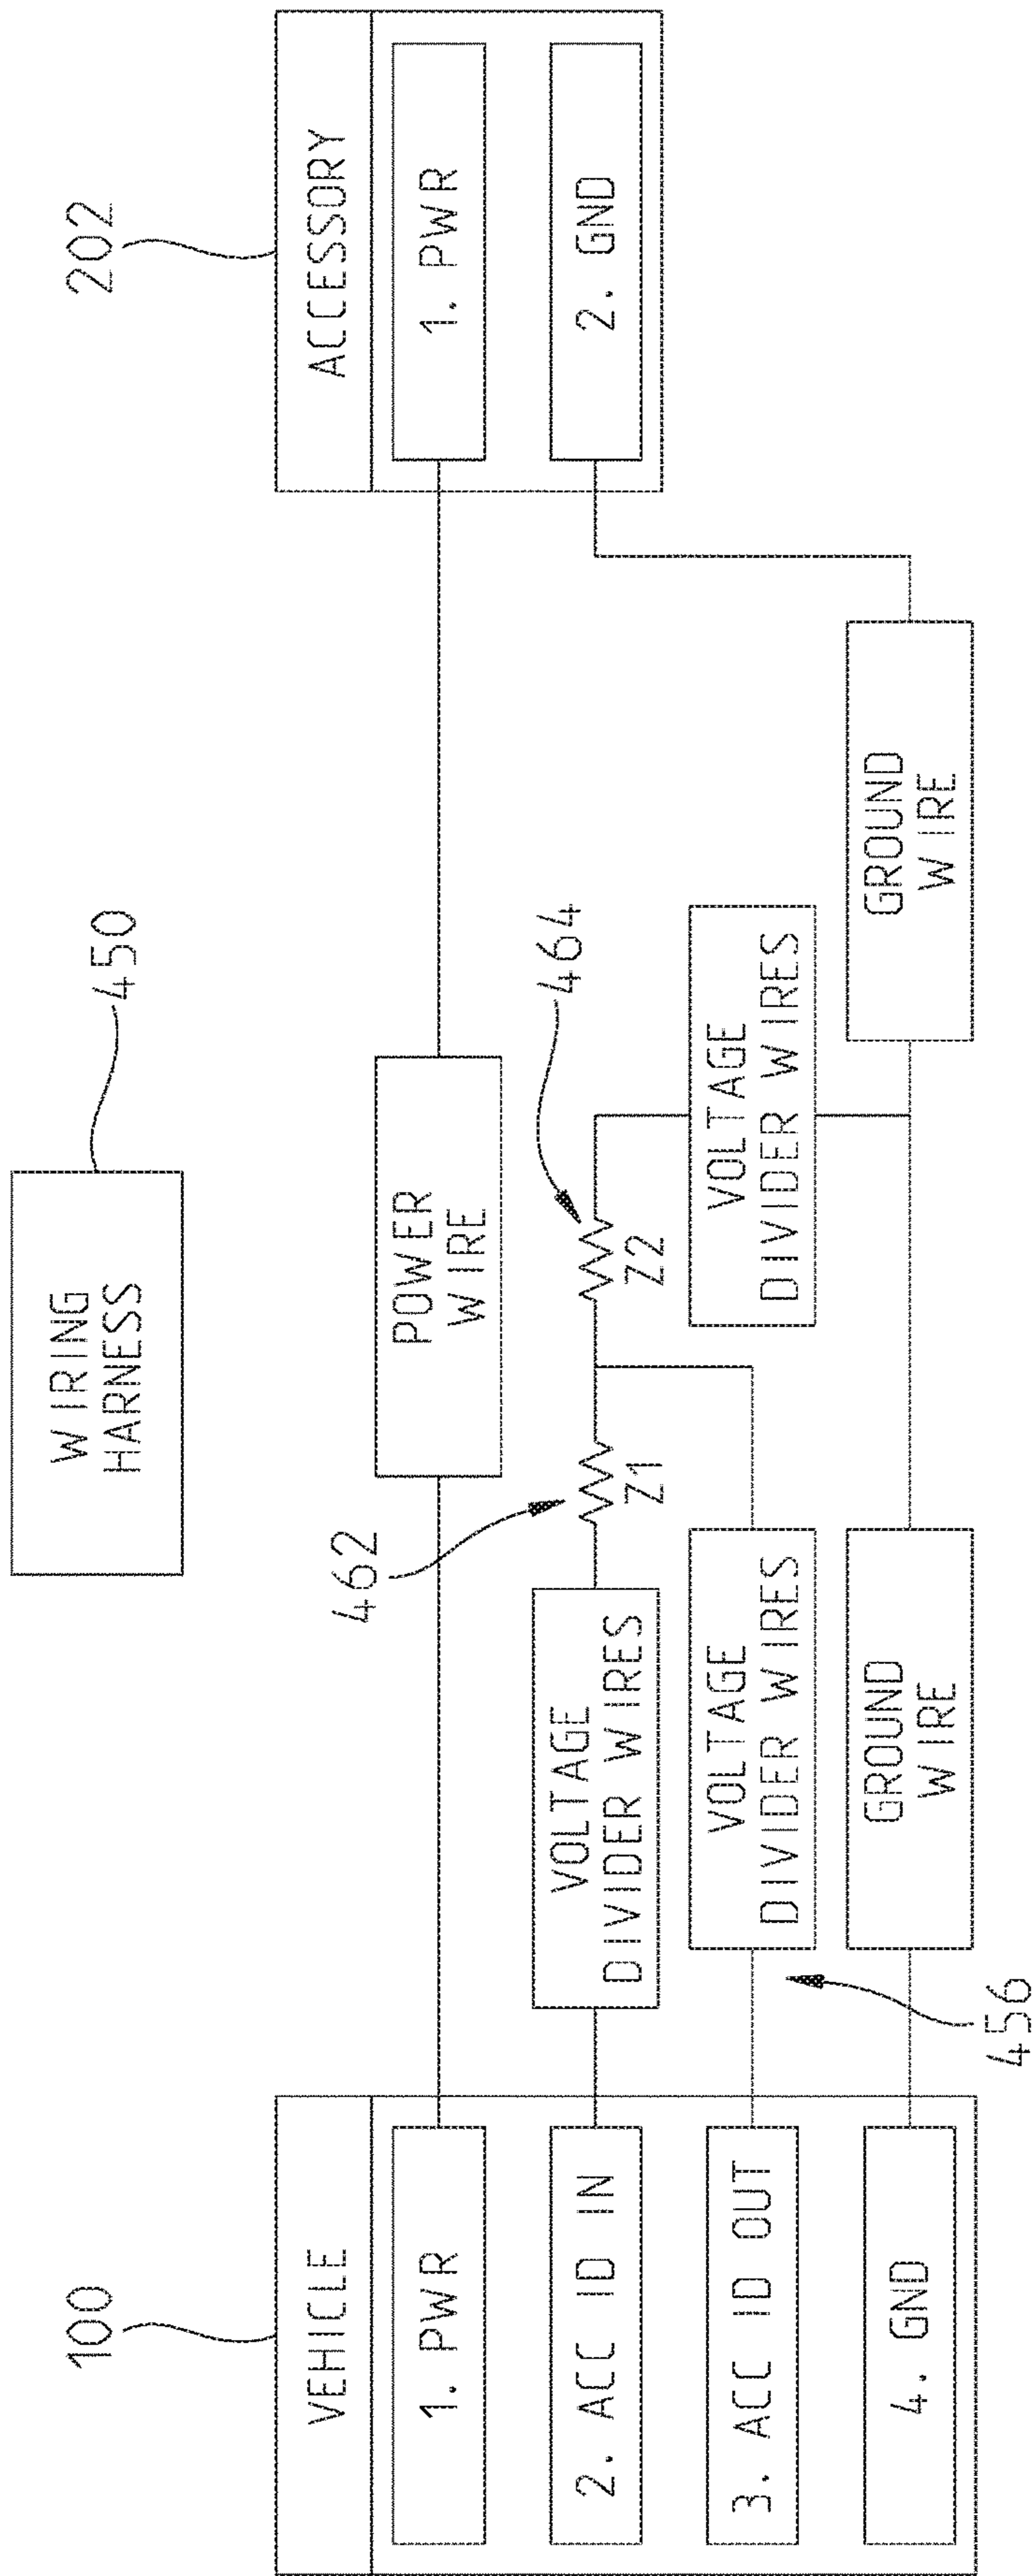 WIRING
HARNESS
450
100
VEHICLE
1. PWR
2. ACC ID IN
3. ACC ID OUT
4. GND
POWER
WIRE
462
464
Z1
Z2
VOLTAGE
DIVIDER WIRES
VOLTAGE
DIVIDER WIRES
VOLTAGE
DIVIDER WIRES
456
GROUND
WIRE
GROUND
WIRE
202
ACCESSORY
1. PWR
2. GND